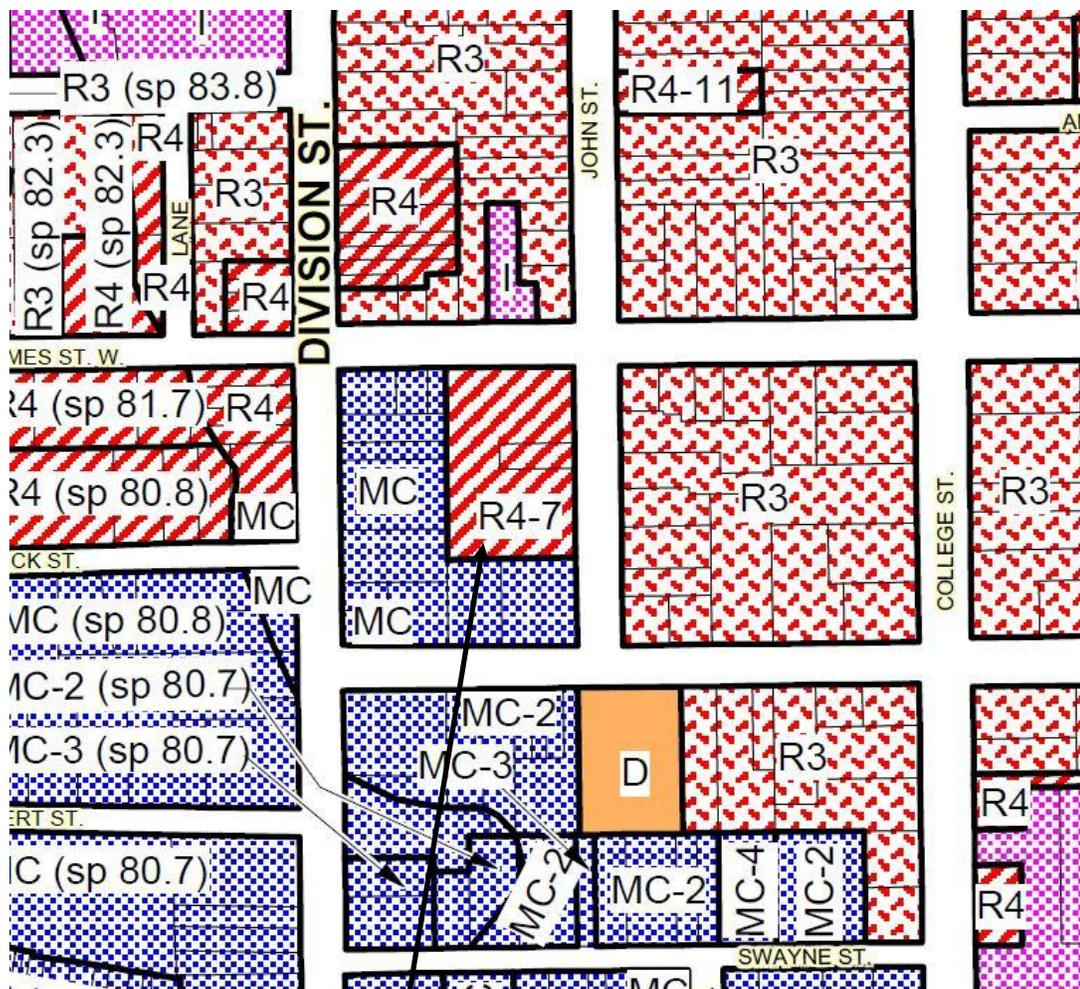 I
I
R3
R3 (sp 83.8)
DIVISION ST.
JOHN ST.
R4-11
R3
R4
R3 (sp 82.3)
R4 (sp 82.3)
LANE
R3
R4
R4
R4
I
MES ST. W.
R4 (sp 81.7)
R4
R4 (sp 80.8)
MC
MC
R4-7
R3
COLLEGE ST.
R3
CK ST.
MC
MC
MC (sp 80.8)
MC-2 (sp 80.7)
MC-2
MC-3 (sp 80.7)
MC-3
D
R3
R4
ERT ST.
MC (sp 80.7)
MC-2
MC-2
MC-4
MC-2
R4
SWAYNE ST.
MC